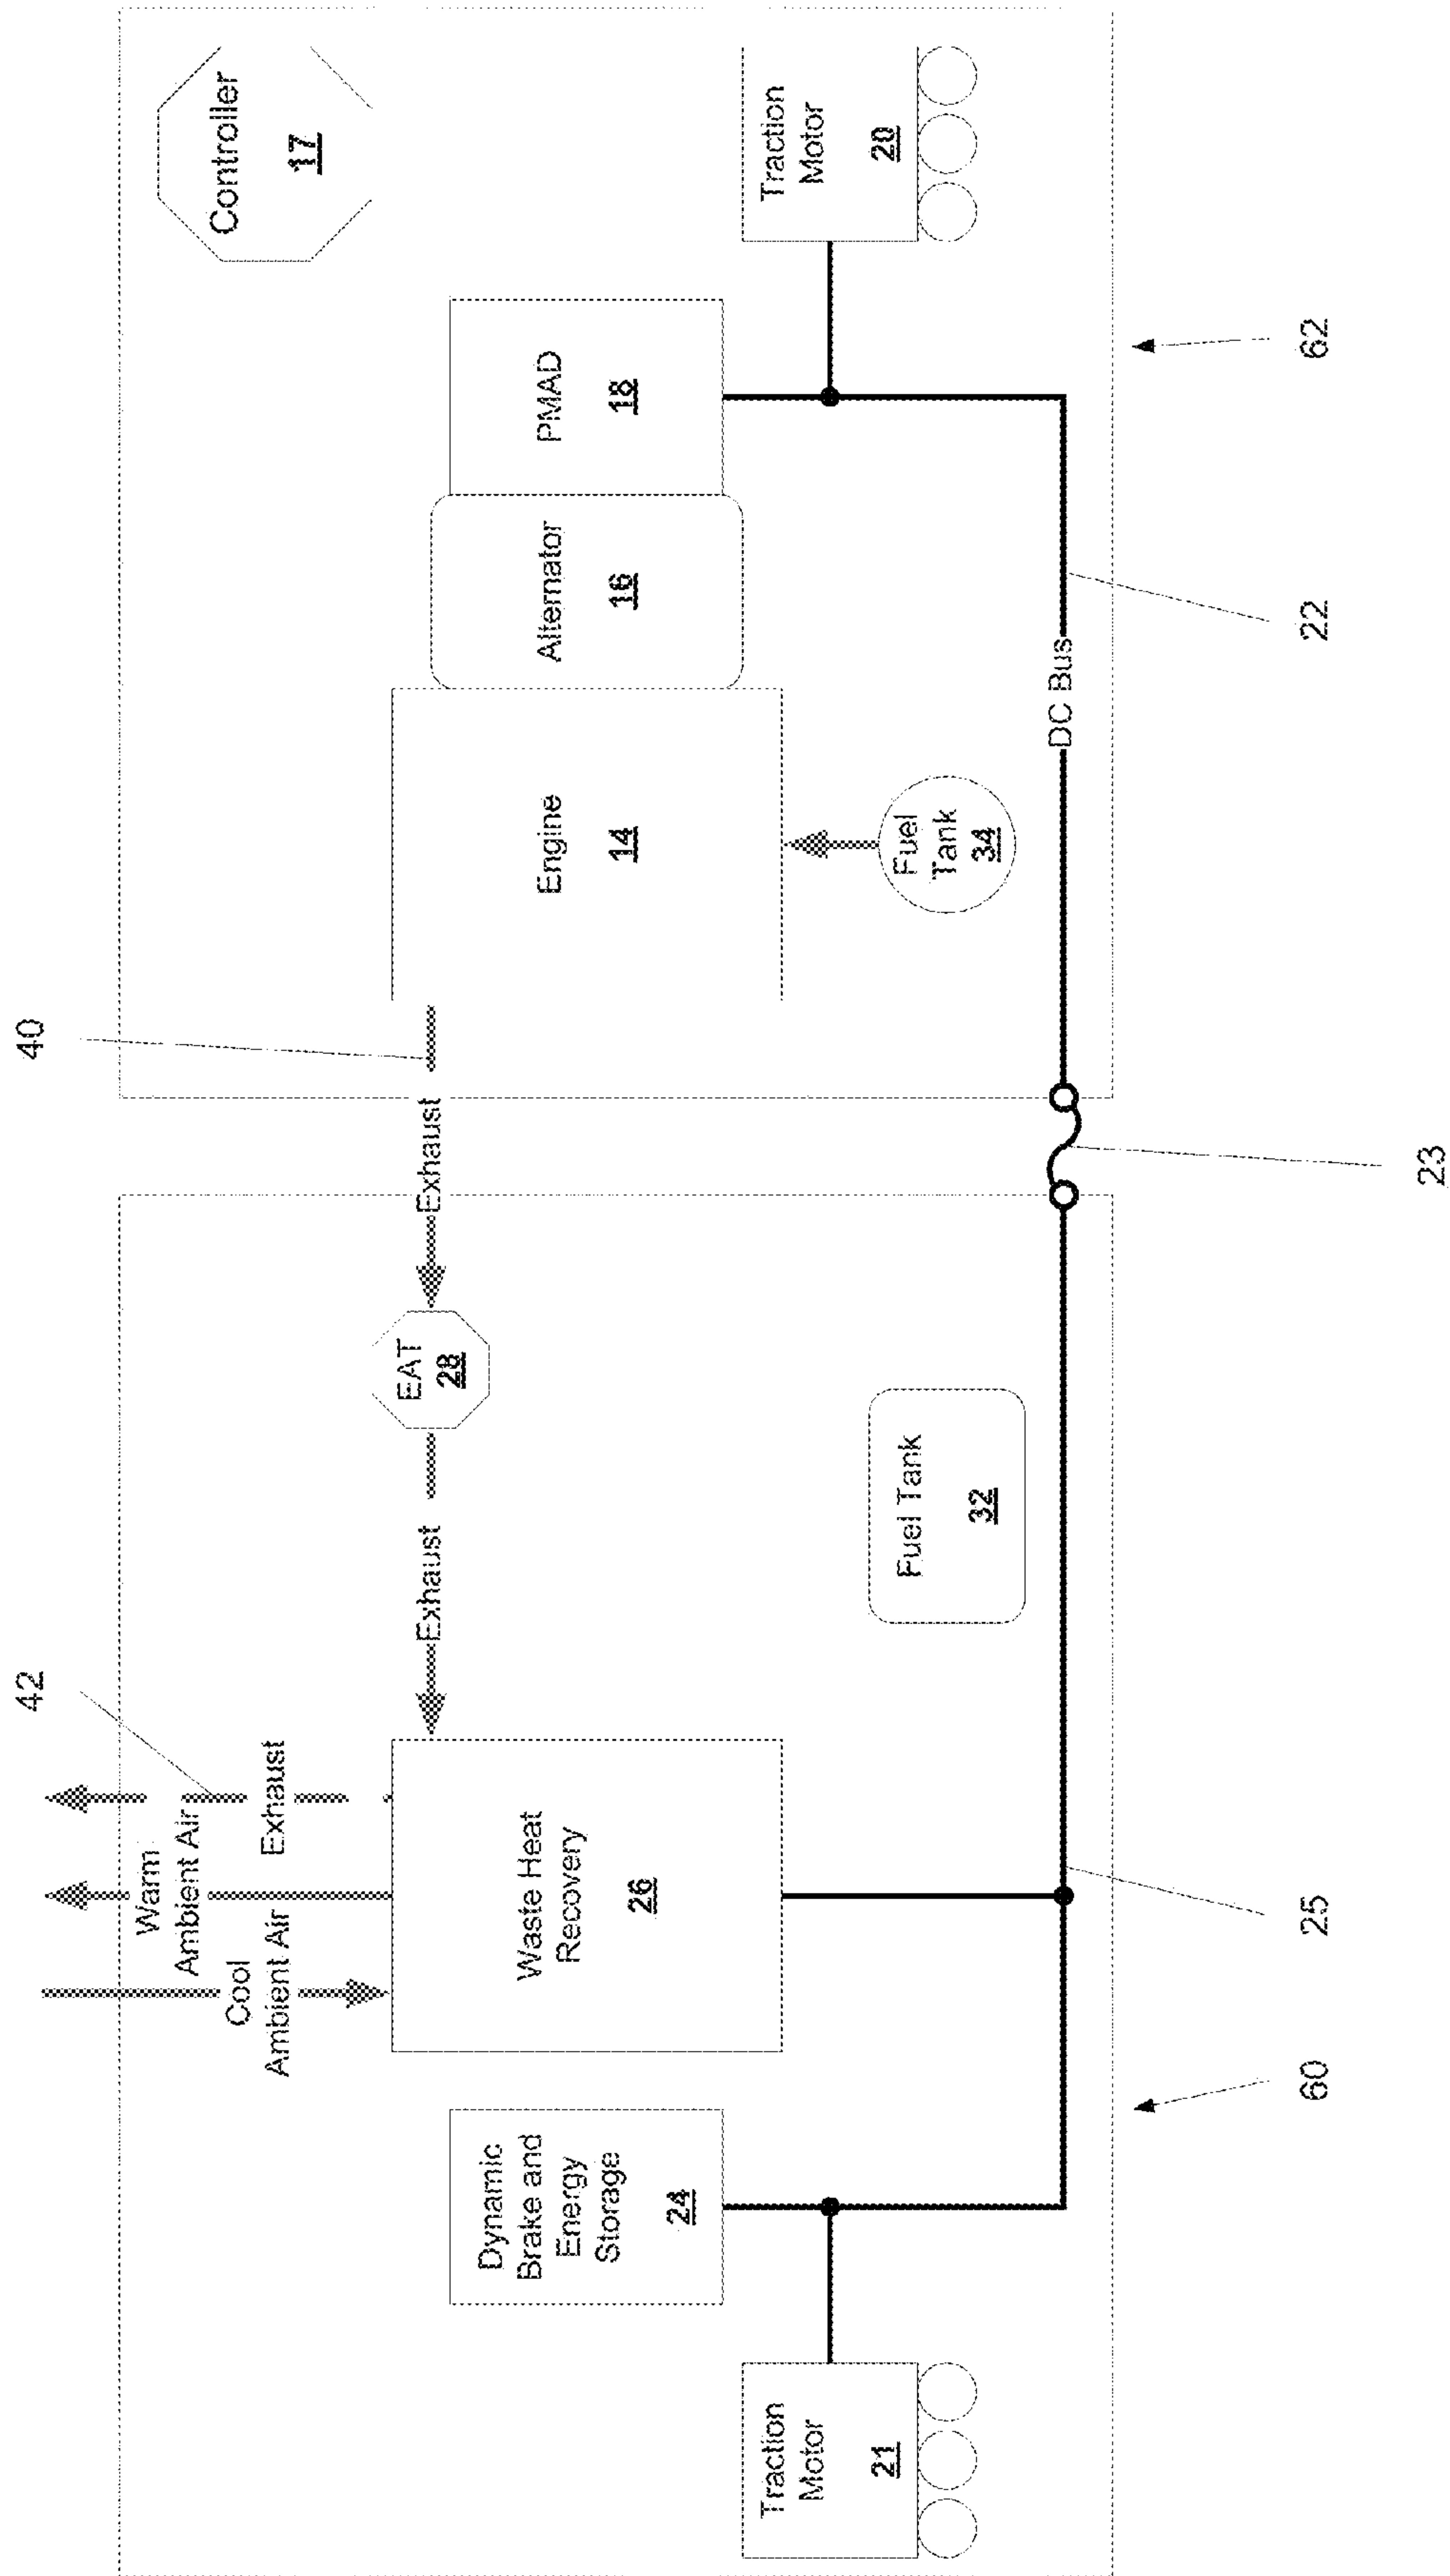 42
40
Cool
Ambient Air
Warm
Ambient Air
Exhaust
Exhaust
Exhaust
Controller
17
Dynamic
Brake and
Energy
Storage
24
Waste Heat
Recovery
26
EAT
28
Engine
14
Alternator
16
PMAD
18
Traction
Motor
21
Fuel Tank
32
Fuel
Tank
34
Traction
Motor
20
DC Bus
60
25
23
22
62